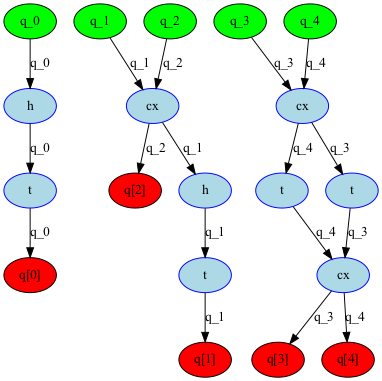 q_0 q_1 q_2 q_3 q_4
q_0 q_1 q_2 q_3 q_4
h cx cx
q_0 q_2 q_1 q_4 q_3
t q[2] h t t
q_0 q_1 q_4 q_3
q[0] t cx
q_1 q_3 q_4
q[1] q[3] q[4]